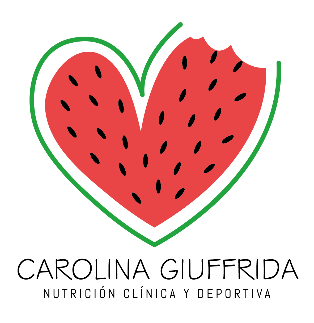 CAROLINA GIUFFRIDA
NUTRICIÓN CLÍNICA Y DEPORTIVA